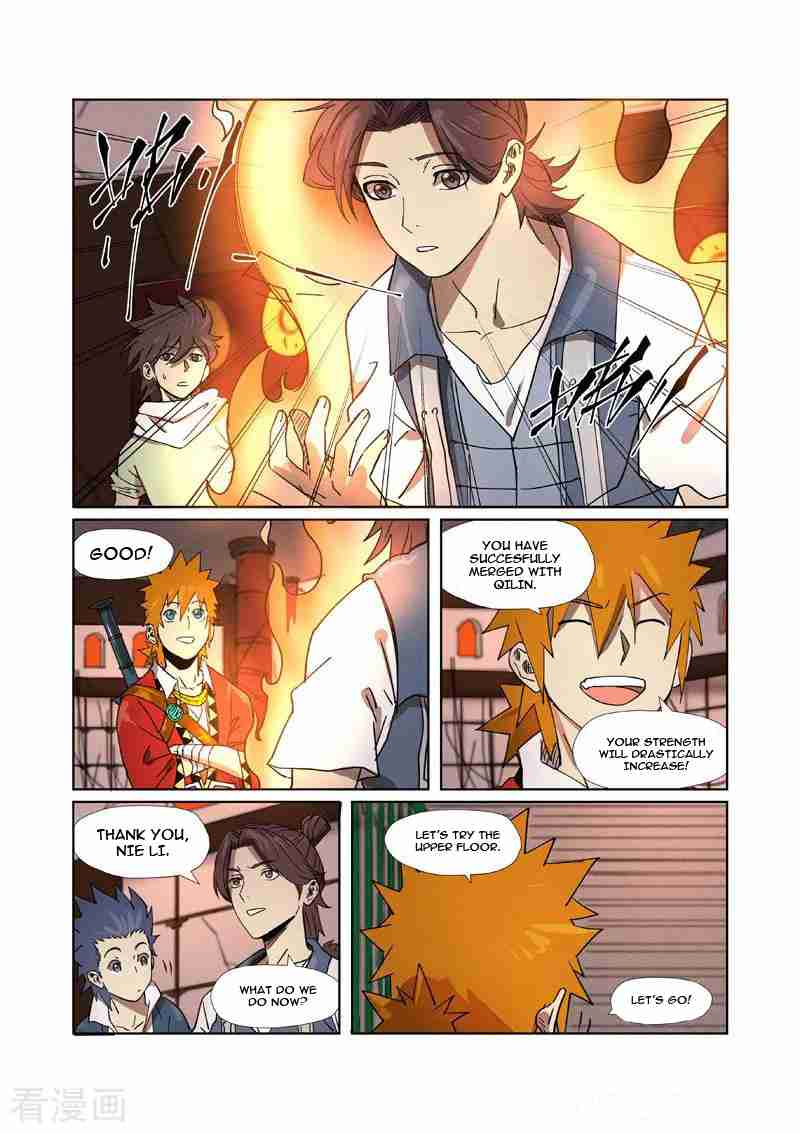 GOOD!
YOU HAVE
SUCCESFULLY
MERGED WITH
QILIN.
YOUR STRENGTH
WILL DRASTICALLY
INCREASE!
THANK YOU,
NIE LI.
WHAT DO WE
DO NOW?
LET'S TRY THE
UPPER FLOOR.
LET'S GO!
看漫画